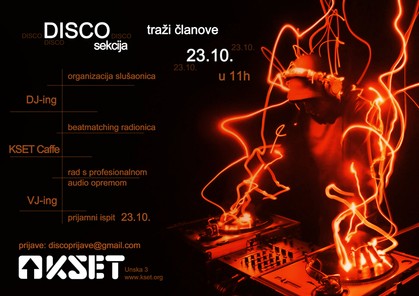 DISCO
sekcija
traži članove
23.10.
u 11h
disco
disco
disco
23.10.
23.10.
organizacija slušaonica
DJ-ing
beatmatching radionica
KSET Caffe
rad s profesionalnom
audio opremom
VJ-ing
prijamni ispit 23.10.
prijave: discoprijave@gmail.com
KSET
Unska 3
www.kset.org